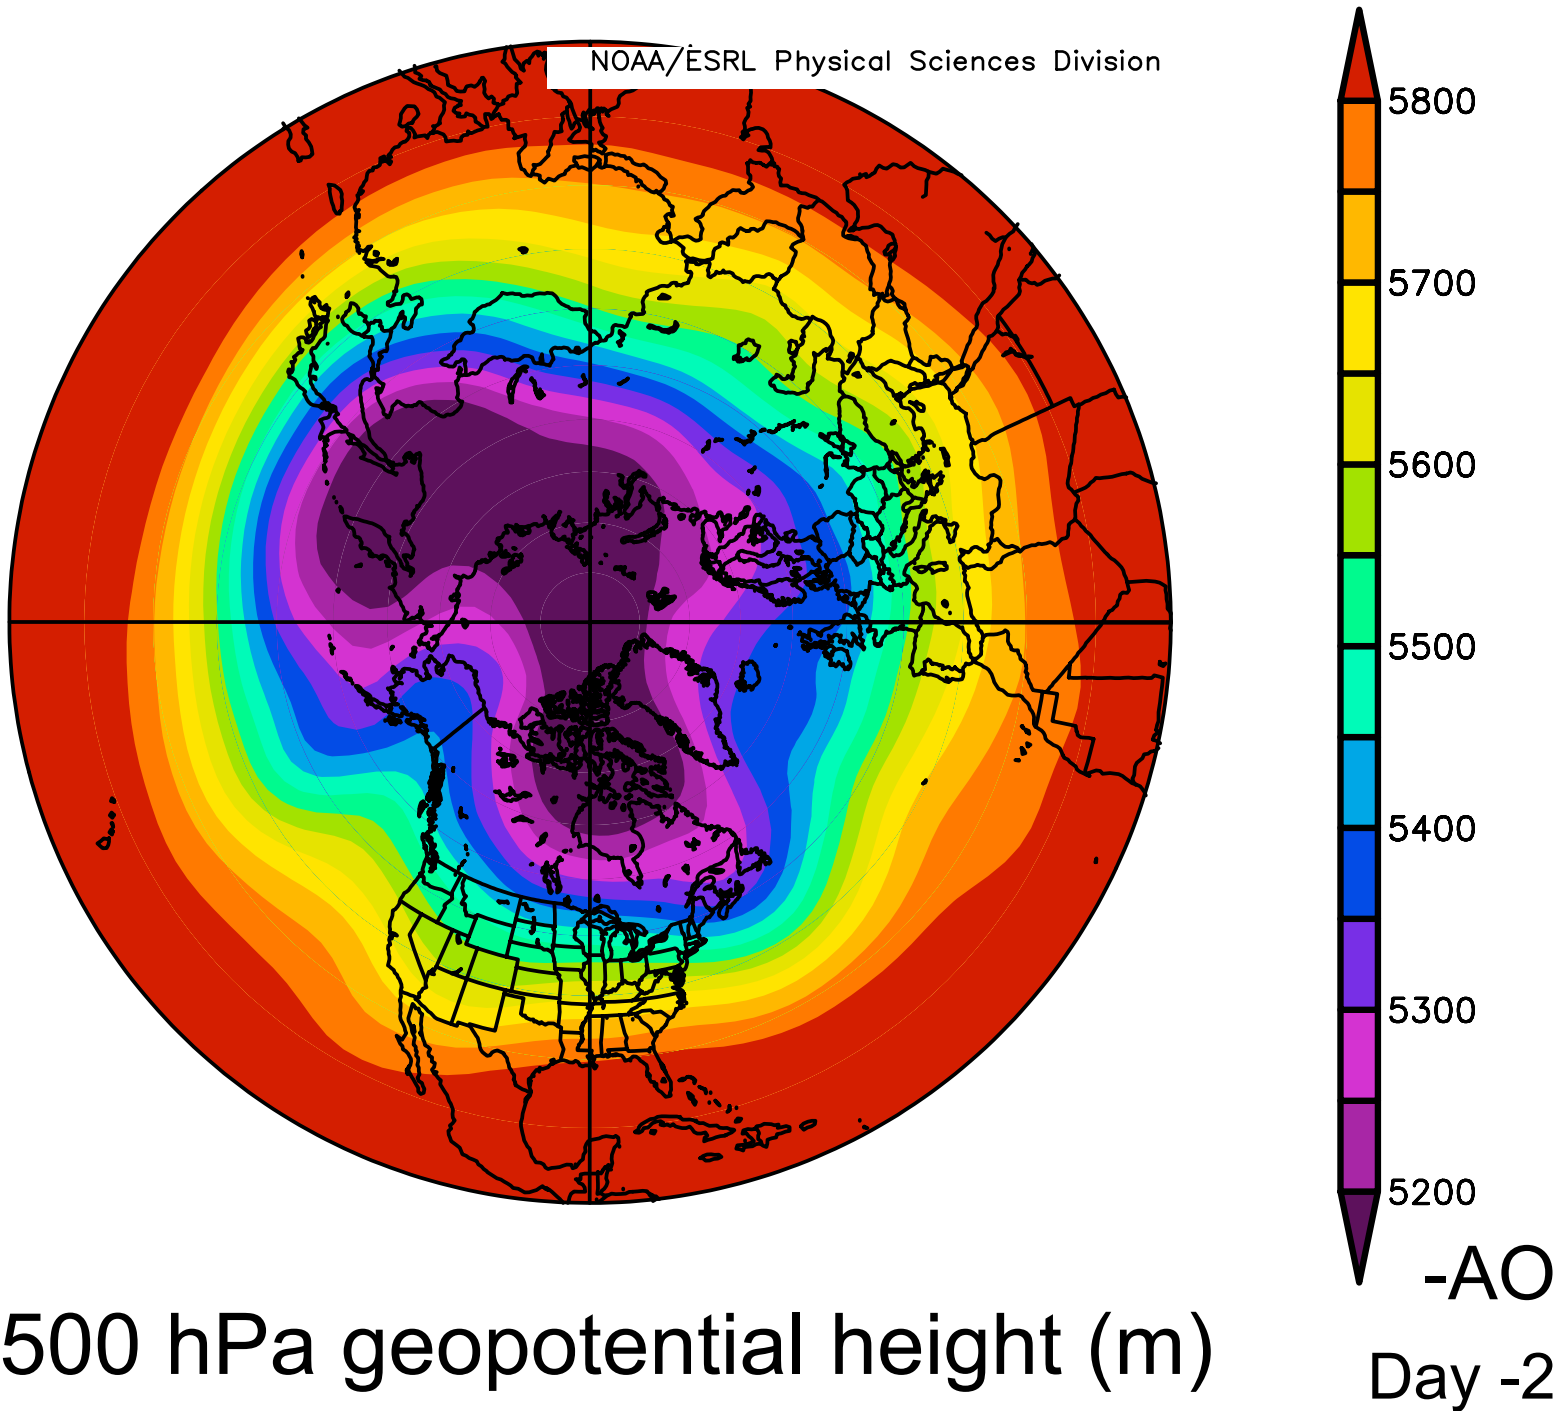 NOAA/ESRL Physical Sciences Division
5800
5700
5600
5500
5400
5300
5200
-AO
500 hPa geopotential height (m)
Day -2